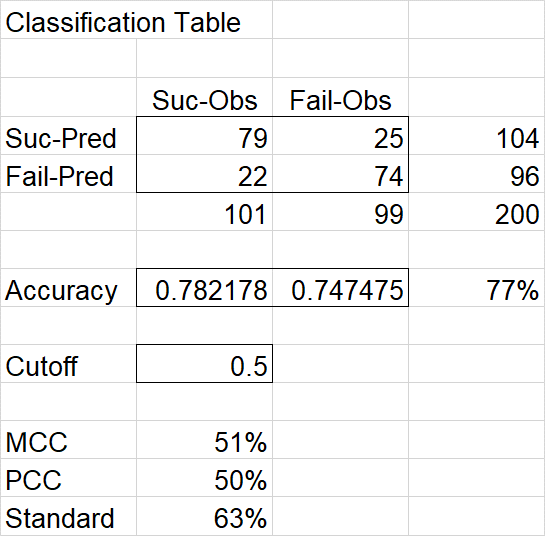 Classification Table
Suc-Obs Fail-Obs
Suc-Pred 79 25 104
Fail-Pred 22 74 96
101 99 200
Accuracy 0.782178 0.747475 77%
Cutoff 0.5
MCC 51%
PCC 50%
Standard 63%